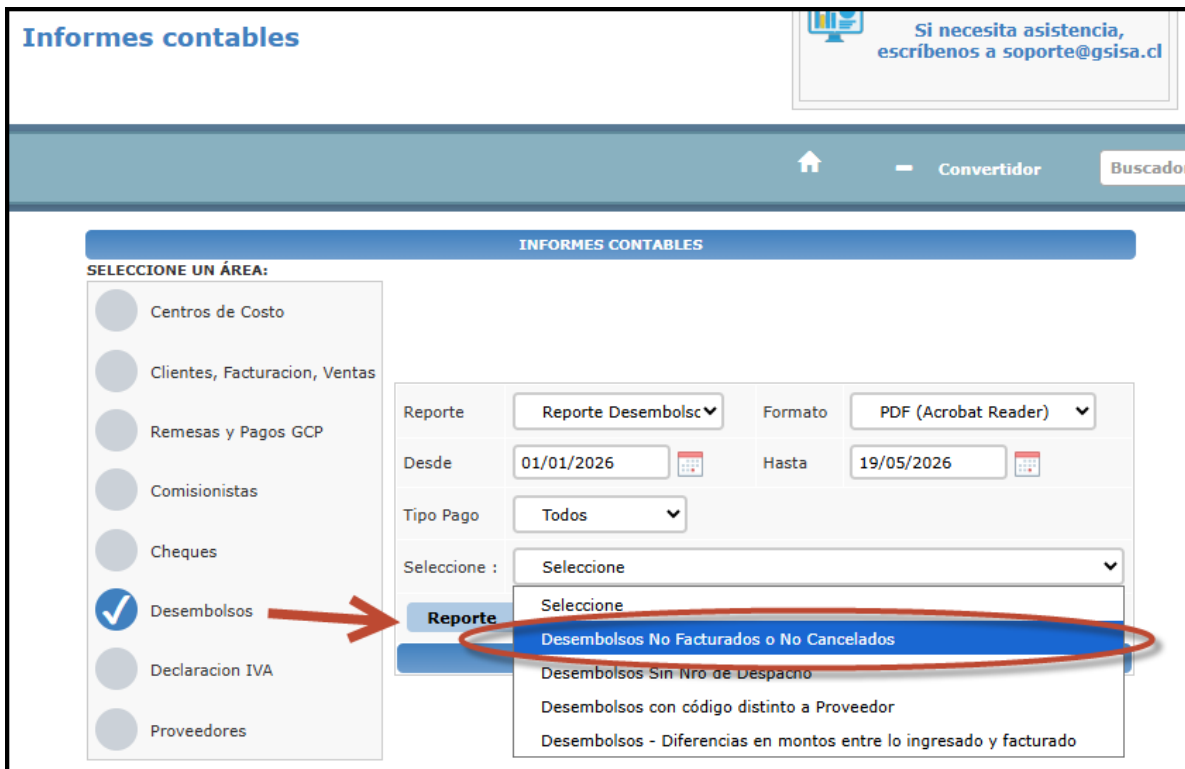 Informes contables
Si necesita asistencia,
escríbenos a soporte@gsisa.cl
Convertidor
Buscador
INFORMES CONTABLES
SELECCIONE UN ÁREA:
Centros de Costo
Clientes, Facturacion, Ventas
Remesas y Pagos GCP
Comisionistas
Cheques
Desembolsos
Declaracion IVA
Proveedores
Reporte Reporte Desembolsc Formato PDF (Acrobat Reader)
Desde 01/01/2026 Hasta 19/05/2026
Tipo Pago Todos
Seleccione : Seleccione
Reporte
Seleccione
Desembolsos No Facturados o No Cancelados
Desembolsos Sin Nro de Despacho
Desembolsos con código distinto a Proveedor
Desembolsos - Diferencias en montos entre lo ingresado y facturado